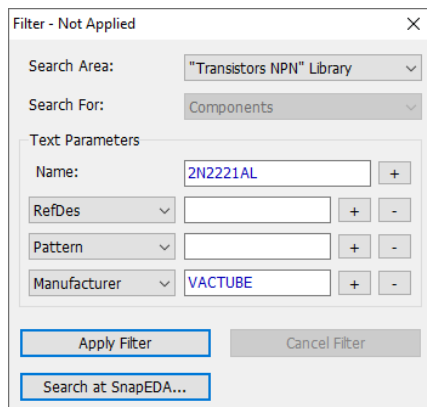 Filter - Not Applied
Search Area: "Transistors NPN" Library
Search For: Components
Text Parameters
Name: 2N2221AL +
RefDes + -
Pattern + -
Manufacturer VACTUBE + -
Apply Filter Cancel Filter
Search at SnapEDA...